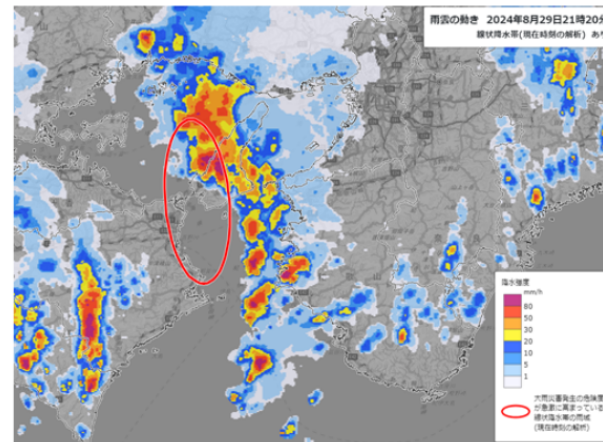 雨雲の動き 2024年8月29日21時20分
線状降水帯(現在時刻の解析) あり
降水強度
mm/h
80
50
30
20
10
5
1
大雨災害発生の危険度
が急激に高まっている
線状降水帯の雨域
(現在時刻の解析)